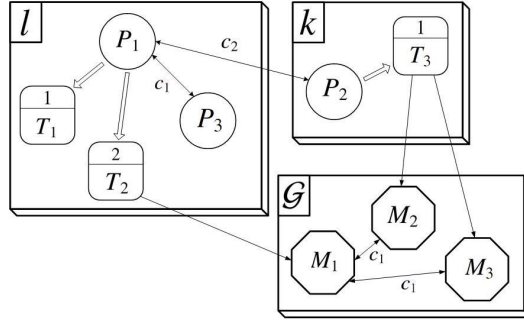 l
P₁
c₂
k
1
T₃
c₁
P₂
1
T₁
P₃
2
T₂
𝒢
M₂
c₁
M₁
M₃
c₁